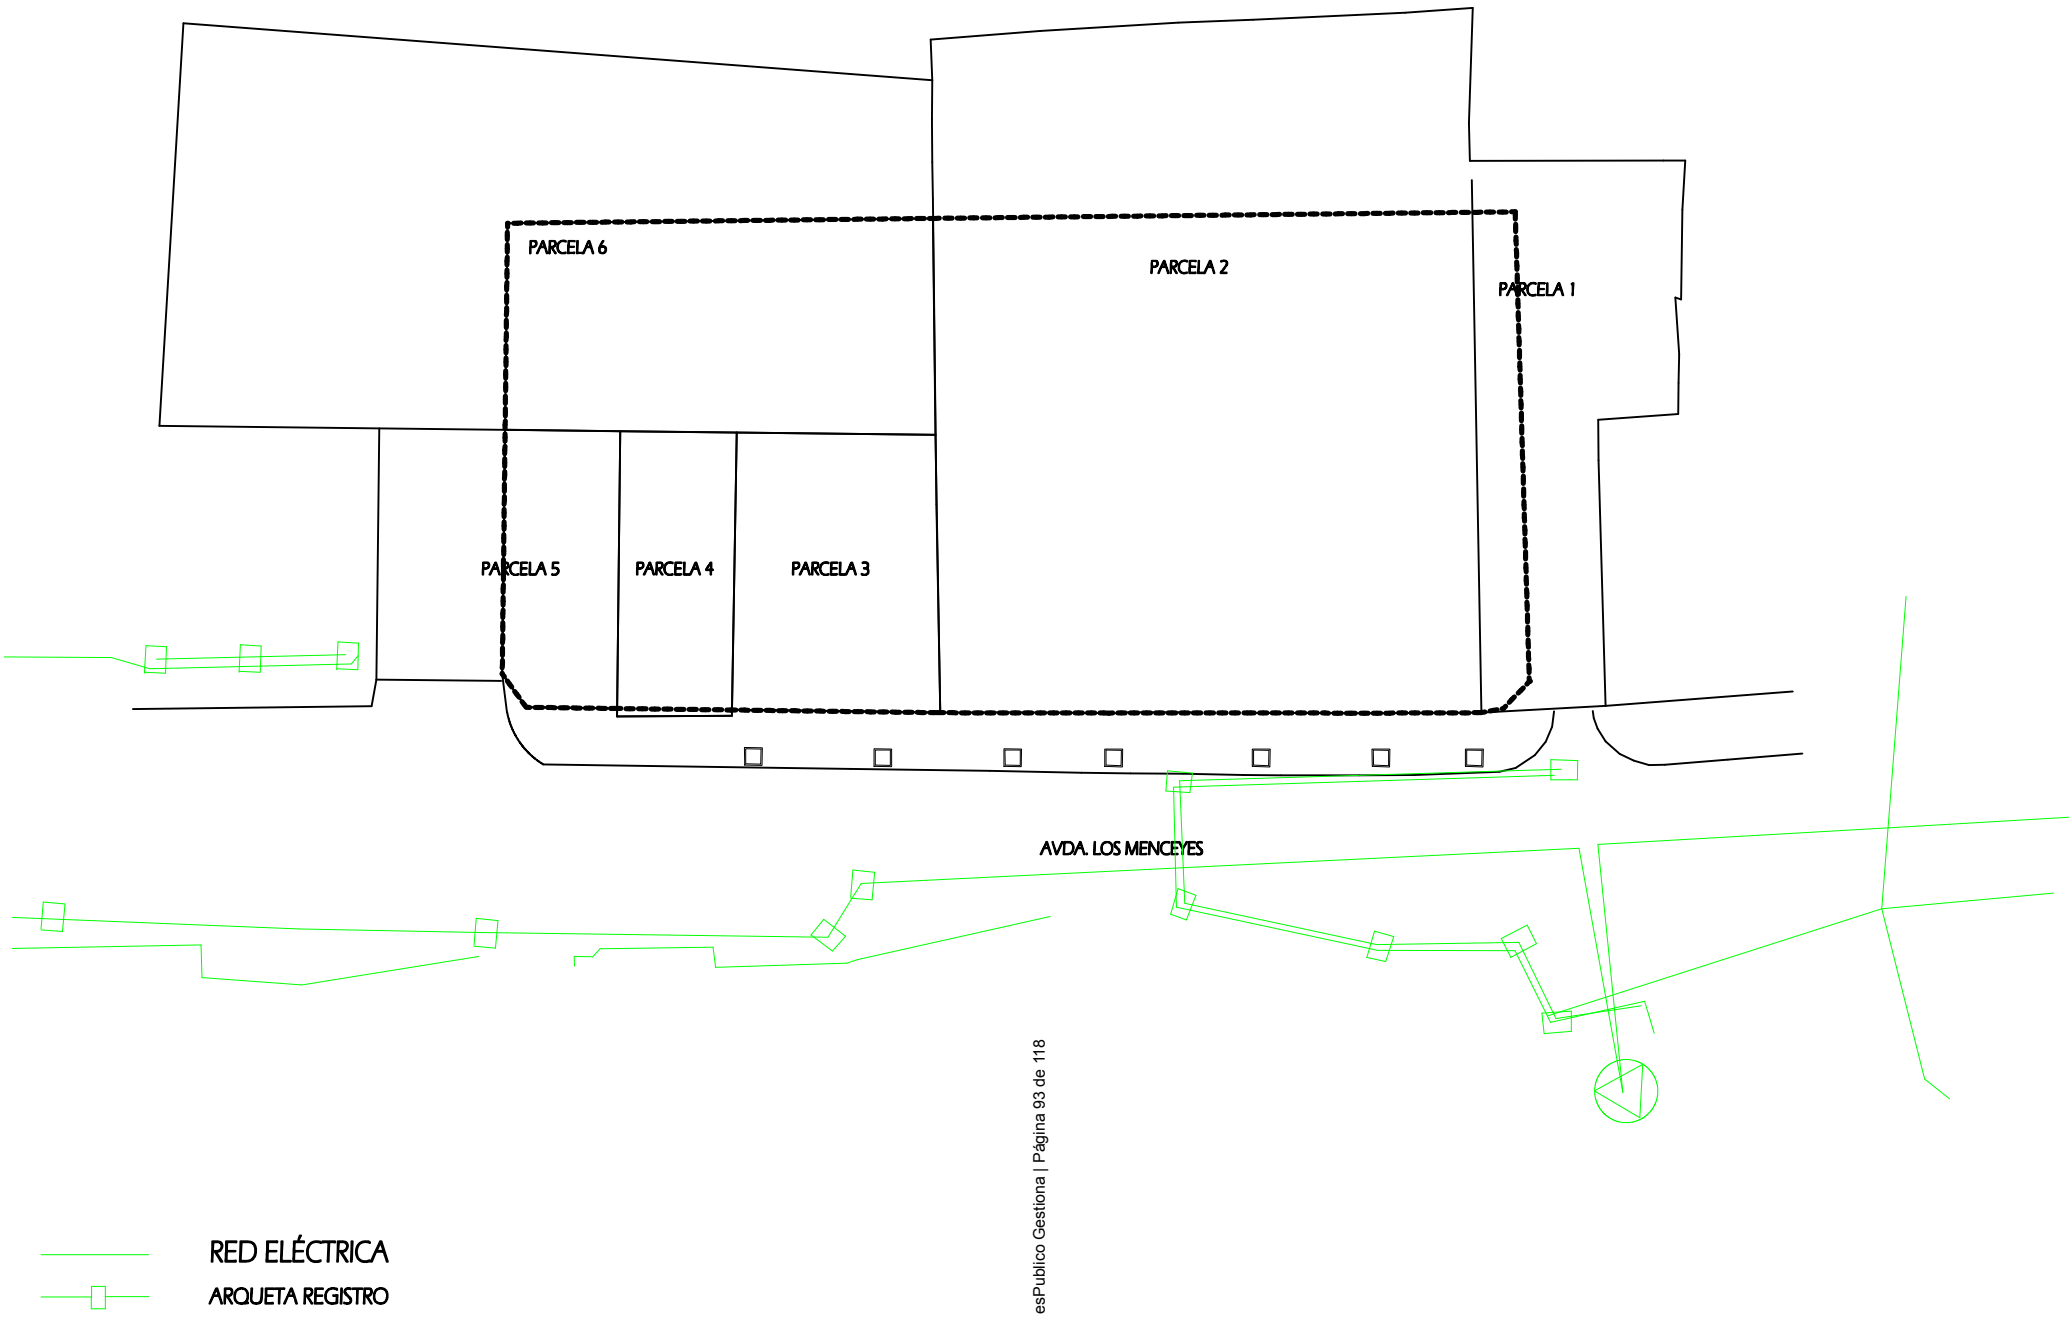 PARCELA 6
PARCELA 2
PARCELA 1
PARCELA 5
PARCELA 4
PARCELA 3
AVDA. LOS MENCEYES
esPublico Gestiona | Página 93 de 118
RED ELÉCTRICA
ARQUETA REGISTRO